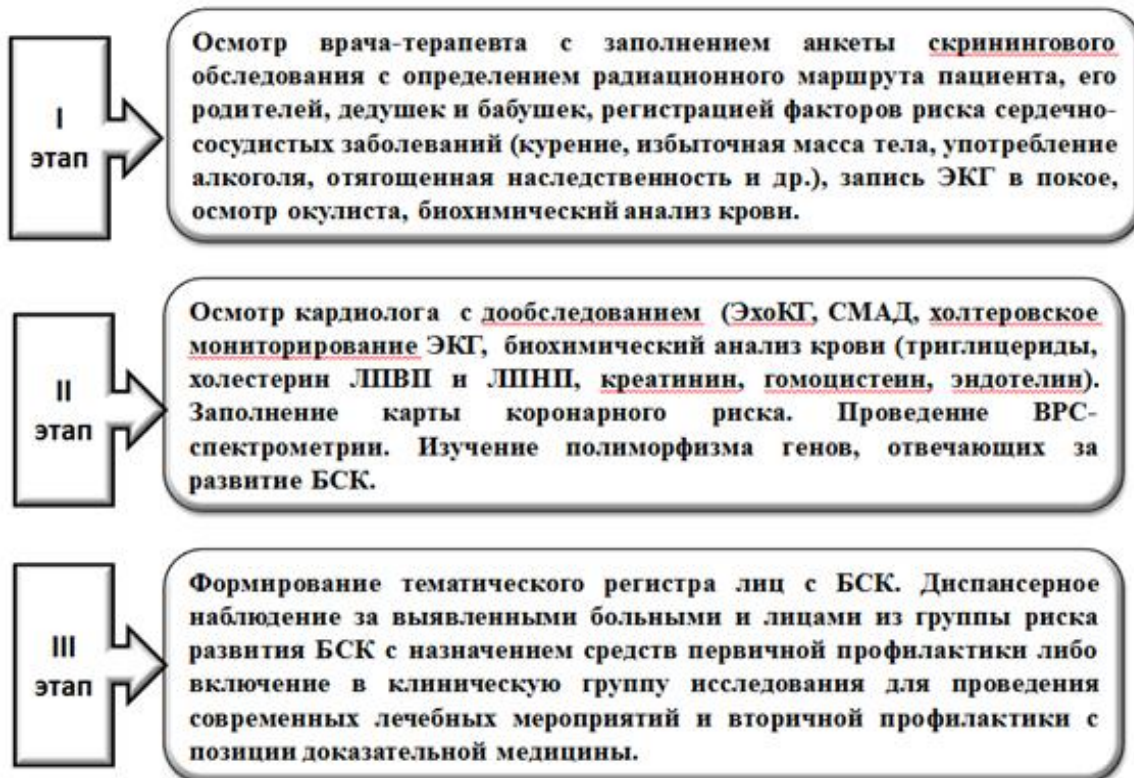 I
этап
Осмотр врача-терапевта с заполнением анкеты скринингового
обследования с определением радиационного маршрута пациента, его
родителей, дедушек и бабушек, регистрацией факторов риска сердечно-
сосудистых заболеваний (курение, избыточная масса тела, употребление
алкоголя, отягощенная наследственность и др.), запись ЭКГ в покое,
осмотр окулиста, биохимический анализ крови.
II
этап
Осмотр кардиолога с дообследованием (ЭхоКГ, СМАД, холтеровское
мониторирование ЭКГ, биохимический анализ крови (триглицериды,
холестерин ЛПВП и ЛПНП, креатинин, гомоцистеин, эндотелин).
Заполнение карты коронарного риска. Проведение ВРС-
спектрометрии. Изучение полиморфизма генов, отвечающих за
развитие БСК.
III
этап
Формирование тематического регистра лиц с БСК. Диспансерное
наблюдение за выявленными больными и лицами из группы риска
развития БСК с назначением средств первичной профилактики либо
включение в клиническую группу исследования для проведения
современных лечебных мероприятий и вторичной профилактики с
позиции доказательной медицины.